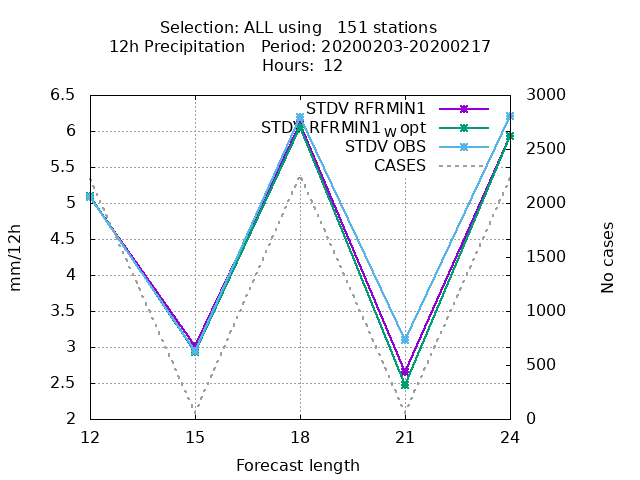 Selection: ALL using 151 stations
12h Precipitation Period: 20200203-20200217
Hours: 12
STDV RFRMIN1
STDV RFRMIN1_W opt
STDV OBS
CASES
6.5
6
5.5
5
4.5
4
3.5
3
2.5
2
3000
2500
2000
1500
1000
500
0
mm/12h
No cases
12 15 18 21 24
Forecast length